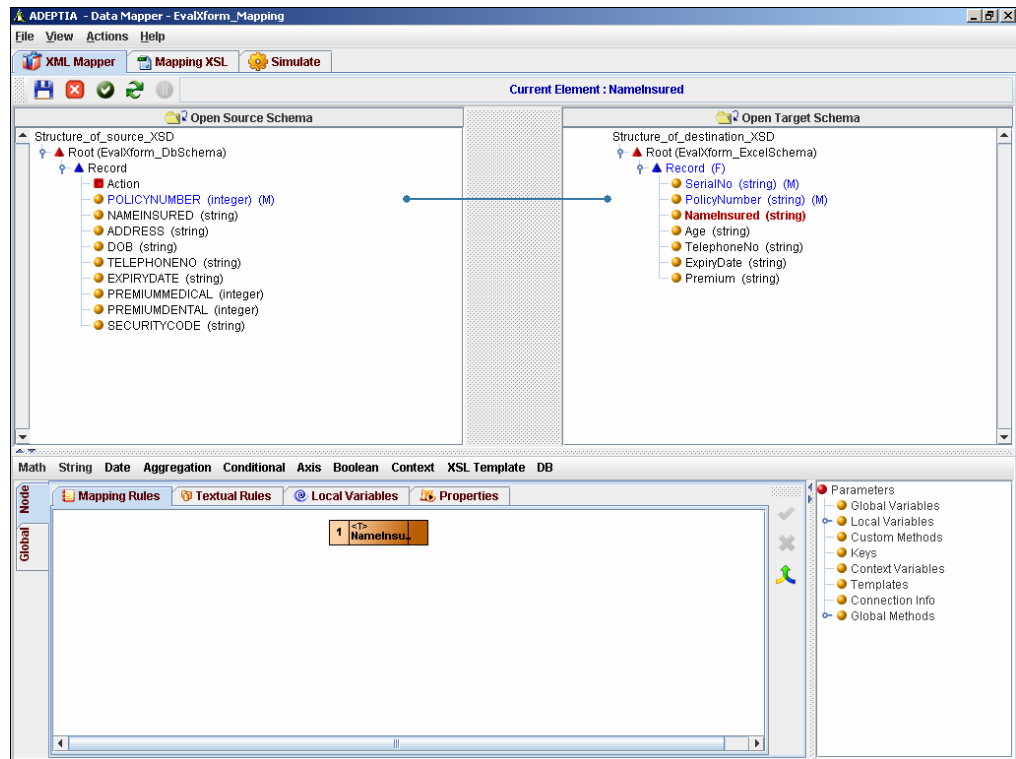 ADEPTIA - Data Mapper - EvalXform_Mapping
File View Actions Help
XML Mapper Mapping XSL Simulate
Current Element : NameInsured
Open Source Schema Open Target Schema
Structure_of_source_XSD
Root (EvalXform_DbSchema)
Record
Action
POLICYNUMBER (integer) (M)
NAMEINSURED (string)
ADDRESS (string)
DOB (string)
TELEPHONENO (string)
EXPIRYDATE (string)
PREMIUMMEDICAL (integer)
PREMIUMDENTAL (integer)
SECURITYCODE (string)
Structure_of_destination_XSD
Root (EvalXform_ExcelSchema)
Record (F)
SerialNo (string) (M)
PolicyNumber (string) (M)
NameInsured (string)
Age (string)
TelephoneNo (string)
ExpiryDate (string)
Premium (string)
Math String Date Aggregation Conditional Axis Boolean Context XSL Template DB
Node
Global
Mapping Rules Textual Rules Local Variables Properties
1 <T>
NameInsu..
Parameters
Global Variables
Local Variables
Custom Methods
Keys
Context Variables
Templates
Connection Info
Global Methods